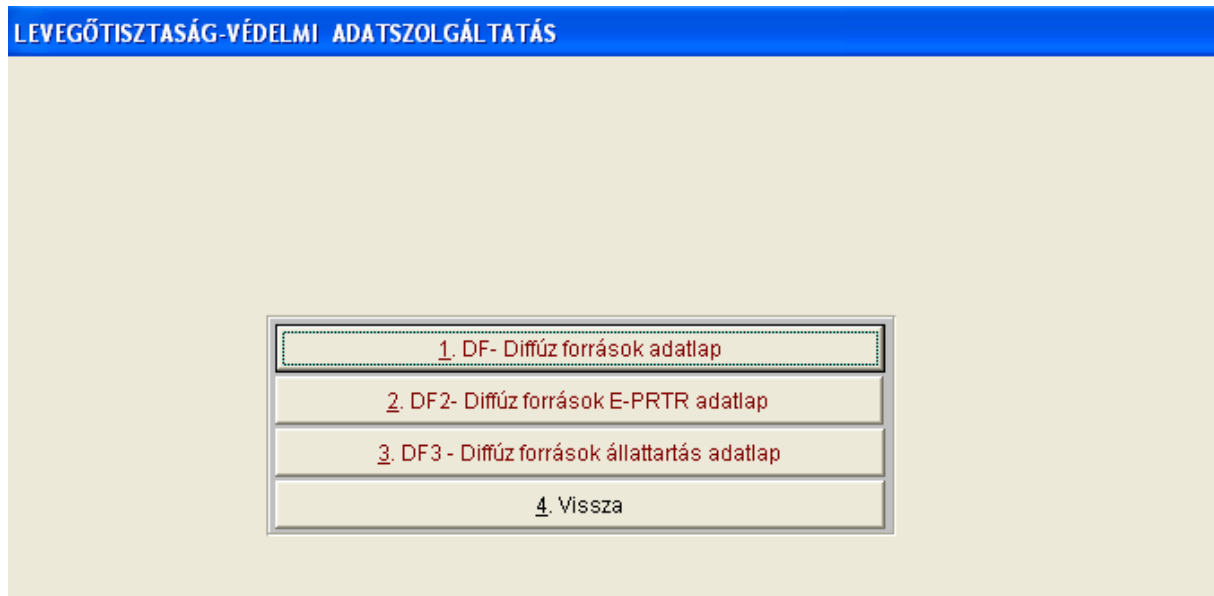 LEVEGŐTISZTASÁG-VÉDELMI ADATSZOLGÁLTATÁS
1. DF- Diffúz források adatlap
2. DF2- Diffúz források E-PRTR adatlap
3. DF3 - Diffúz források állattartás adatlap
4. Vissza